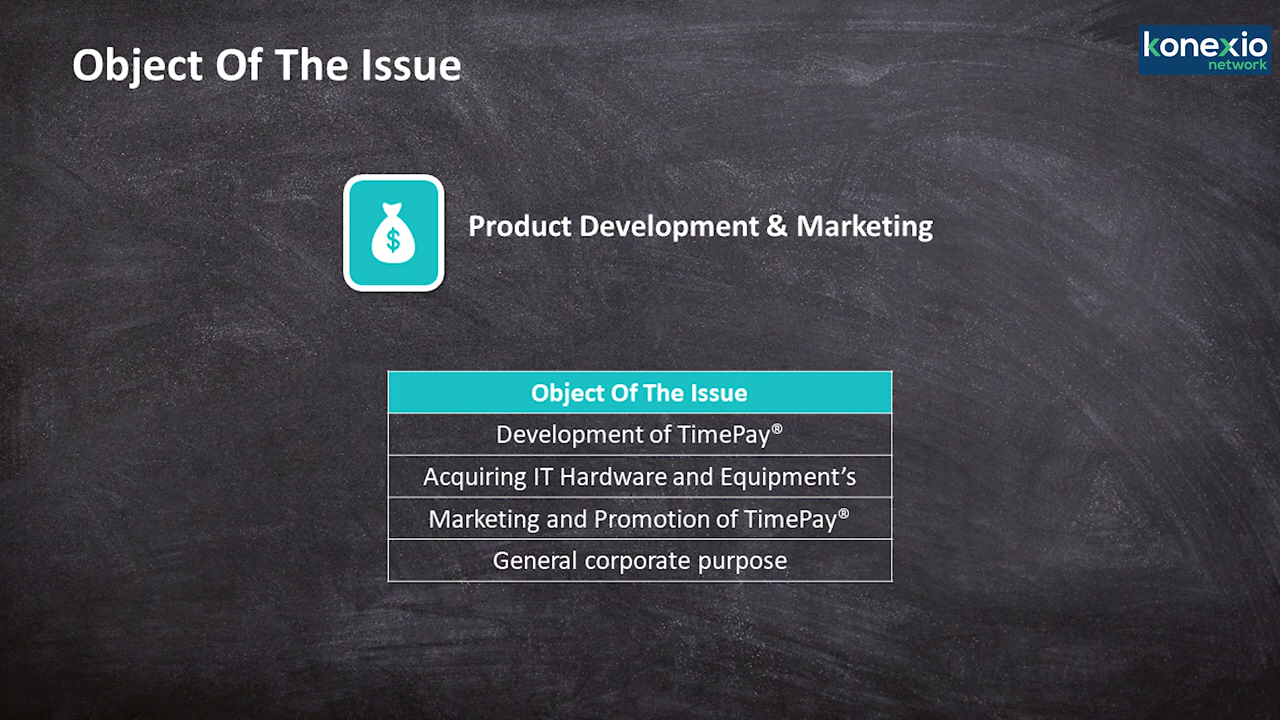 Object Of The Issue
konexio
network
$
Product Development & Marketing
Object Of The Issue
Development of TimePay®
Acquiring IT Hardware and Equipment’s
Marketing and Promotion of TimePay®
General corporate purpose